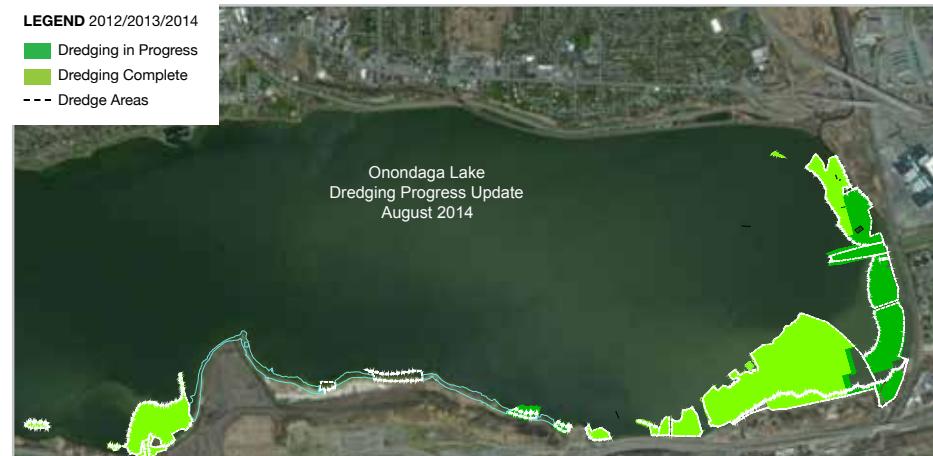 LEGEND 2012/2013/2014
Dredging in Progress
Dredging Complete
Dredge Areas
Onondaga Lake
Dredging Progress Update
August 2014